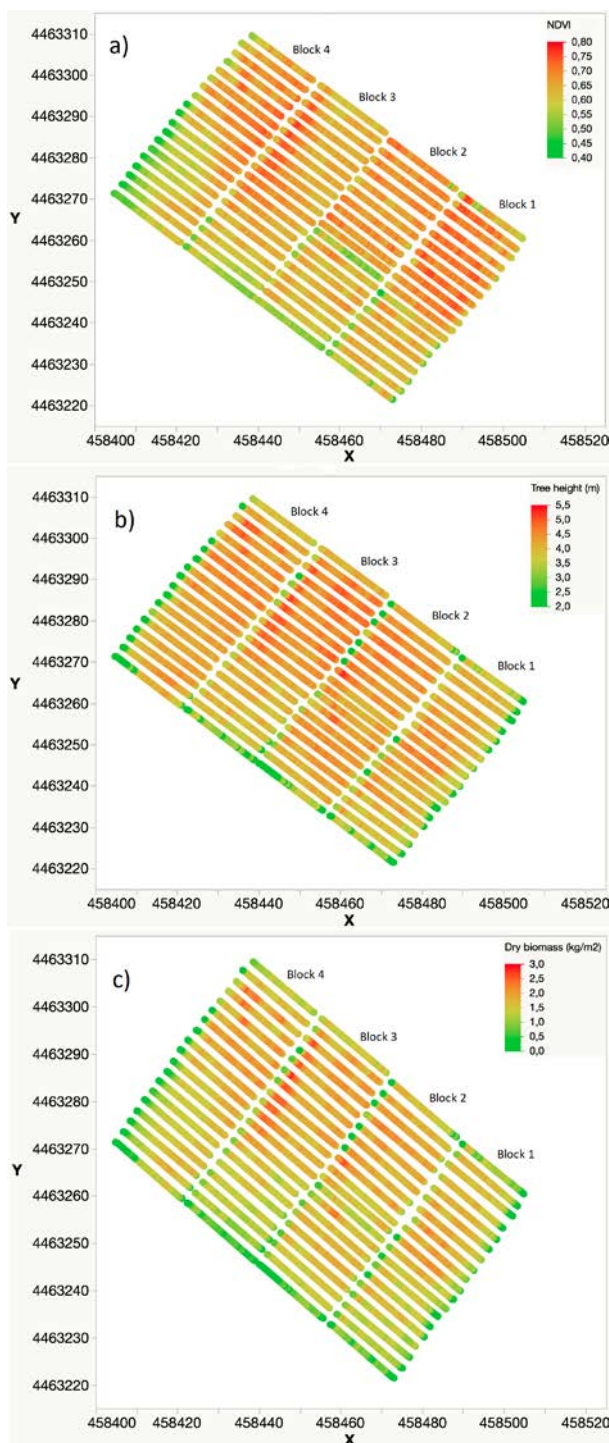 a)
NDVI
0,80
0,75
0,70
0,65
0,60
0,55
0,50
0,45
0,40
Block 4
Block 3
Block 2
Block 1
Y
4463310
4463300
4463290
4463280
4463270
4463260
4463250
4463240
4463230
4463220
458400 458420 458440 458460 458480 458500 458520
X
b)
Tree height (m)
5,5
5,0
4,5
4,0
3,5
3,0
2,5
2,0
Block 4
Block 3
Block 2
Block 1
Y
4463310
4463300
4463290
4463280
4463270
4463260
4463250
4463240
4463230
4463220
458400 458420 458440 458460 458480 458500 458520
X
c)
Dry biomass (kg/m2)
3,0
2,5
2,0
1,5
1,0
0,5
0,0
Block 4
Block 3
Block 2
Block 1
Y
4463310
4463300
4463290
4463280
4463270
4463260
4463250
4463240
4463230
4463220
458400 458420 458440 458460 458480 458500 458520
X